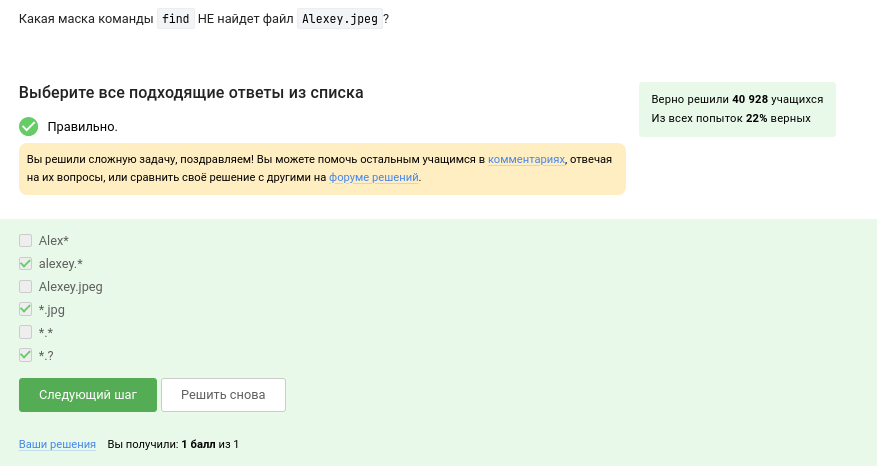 Какая маска команды find НЕ найдет файл Alexey.jpeg ?
Выберите все подходящие ответы из списка
Верно решили 40 928 учащихся
Из всех попыток 22% верных
Правильно.
Вы решили сложную задачу, поздравляем! Вы можете помочь остальным учащимся в комментариях, отвечая
на их вопросы, или сравнить своё решение с другими на форуме решений.
Alex*
alexey.*
Alexey.jpeg
*.jpg
*.*
*.?
Следующий шаг
Решить снова
Ваши решения Вы получили: 1 балл из 1